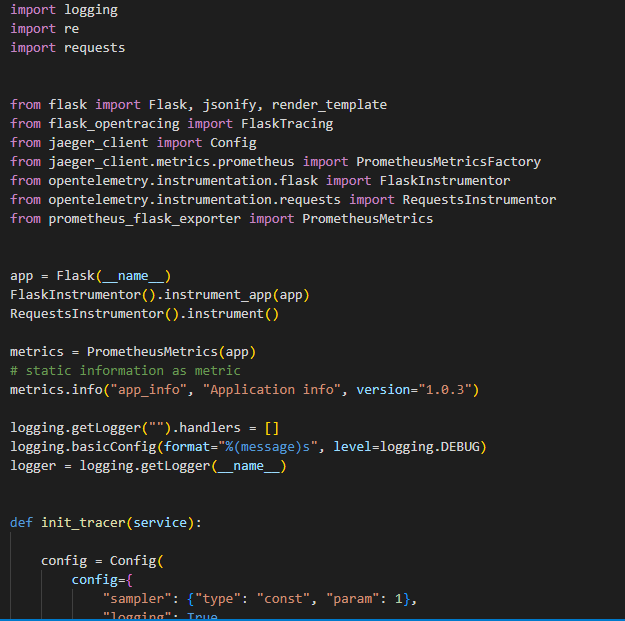 import logging
import re
import requests
from flask import Flask, jsonify, render_template
from flask_opentracing import FlaskTracing
from jaeger_client import Config
from jaeger_client.metrics.prometheus import PrometheusMetricsFactory
from opentelemetry.instrumentation.flask import FlaskInstrumentor
from opentelemetry.instrumentation.requests import RequestsInstrumentor
from prometheus_flask_exporter import PrometheusMetrics
app = Flask(__name__)
FlaskInstrumentor().instrument_app(app)
RequestsInstrumentor().instrument()
metrics = PrometheusMetrics(app)
# static information as metric
metrics.info("app_info", "Application info", version="1.0.3")
logging.getLogger("").handlers = []
logging.basicConfig(format="%(message)s", level=logging.DEBUG)
logger = logging.getLogger(__name__)
def init_tracer(service):
config = Config(
config={
"sampler": {"type": "const", "param": 1},
"logging": True